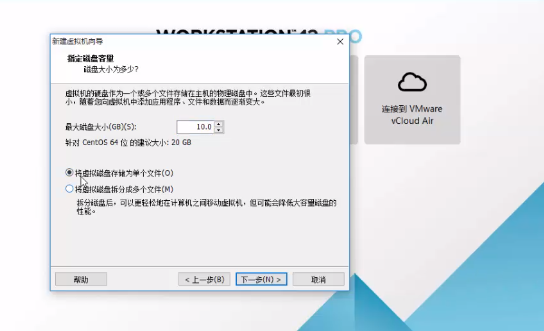 WORKSTATION 12 PRO
新建虚拟机向导
指定磁盘容量
磁盘大小为多少?
虚拟机的硬盘作为一个或多个文件存储在主机的物理磁盘中。这些文件最初很
小，随着您向虚拟机中添加应用程序、文件和数据而逐渐变大。
最大磁盘大小(GB)(S): 10.0
针对 CentOS 64 位 的建议大小: 20 GB
将虚拟磁盘存储为单个文件(O)
将虚拟磁盘拆分成多个文件(M)
拆分磁盘后，可以更轻松地在计算机之间移动虚拟机，但可能会降低大容量磁盘的
性能。
帮助 < 上一步(B) 下一步(N) > 取消
连接到 VMware
vCloud Air